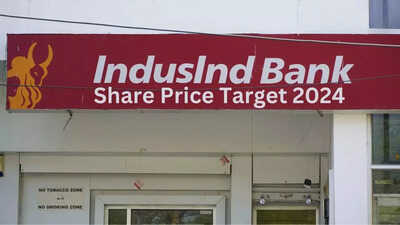 IndusInd Bank
Share Price Target 2024
NO TOBACCO ZONE
NO SMOKING ZONE